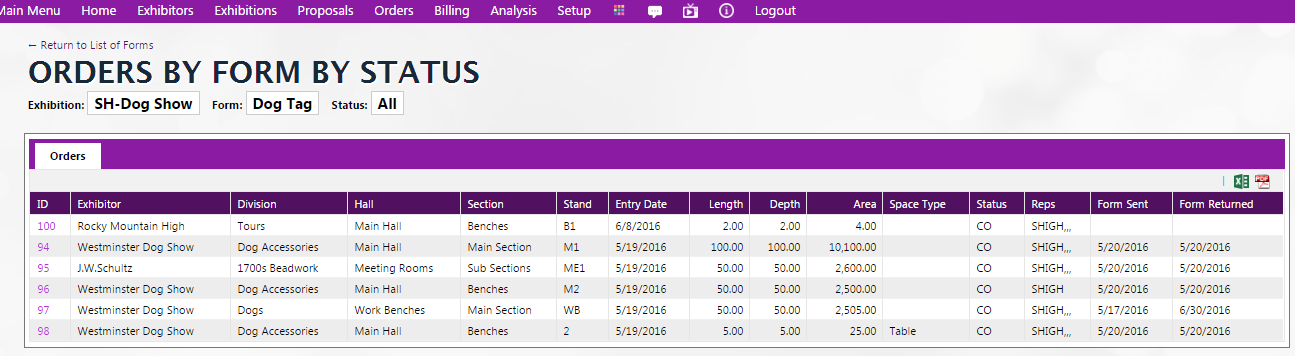 Main Menu Home Exhibitors Exhibitions Proposals Orders Billing Analysis Setup Logout
← Return to List of Forms
ORDERS BY FORM BY STATUS
Exhibition: SH-Dog Show Form: Dog Tag Status: All
Orders
ID Exhibitor Division Hall Section Stand Entry Date Length Depth Area Space Type Status Reps Form Sent Form Returned
100 Rocky Mountain High Tours Main Hall Benches B1 6/8/2016 2.00 2.00 4.00 CO SHIGH,,,
94 Westminster Dog Show Dog Accessories Main Hall Main Section M1 5/19/2016 100.00 100.00 10,100.00 CO SHIGH,,, 5/20/2016 5/20/2016
95 J.W.Schultz 1700s Beadwork Meeting Rooms Sub Sections ME1 5/19/2016 50.00 50.00 2,600.00 CO SHIGH,,, 5/20/2016 5/20/2016
96 Westminster Dog Show Dog Accessories Main Hall Benches M2 5/19/2016 50.00 50.00 2,500.00 CO SHIGH 5/20/2016 5/20/2016
97 Westminster Dog Show Dogs Work Benches Main Section WB 5/19/2016 50.00 50.00 2,505.00 CO SHIGH,,, 5/17/2016 6/30/2016
98 Westminster Dog Show Dog Accessories Main Hall Benches 2 5/19/2016 5.00 5.00 25.00 Table CO SHIGH,,, 5/20/2016 5/20/2016